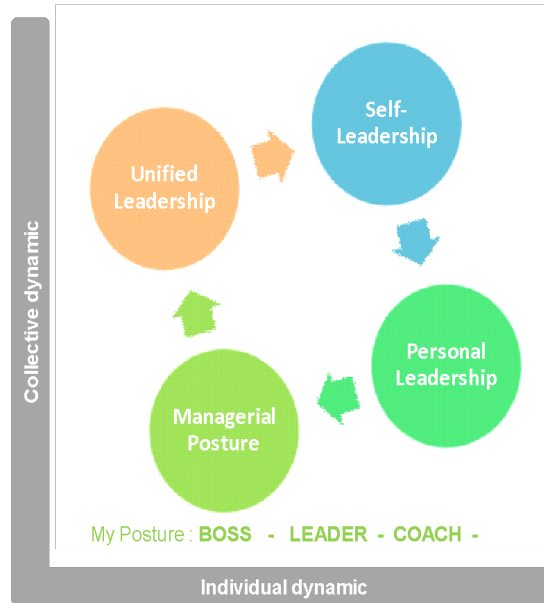 Self-
Leadership
Unified
Leadership
Personal
Leadership
Managerial
Posture
Collective dynamic
My Posture : BOSS - LEADER - COACH -
Individual dynamic